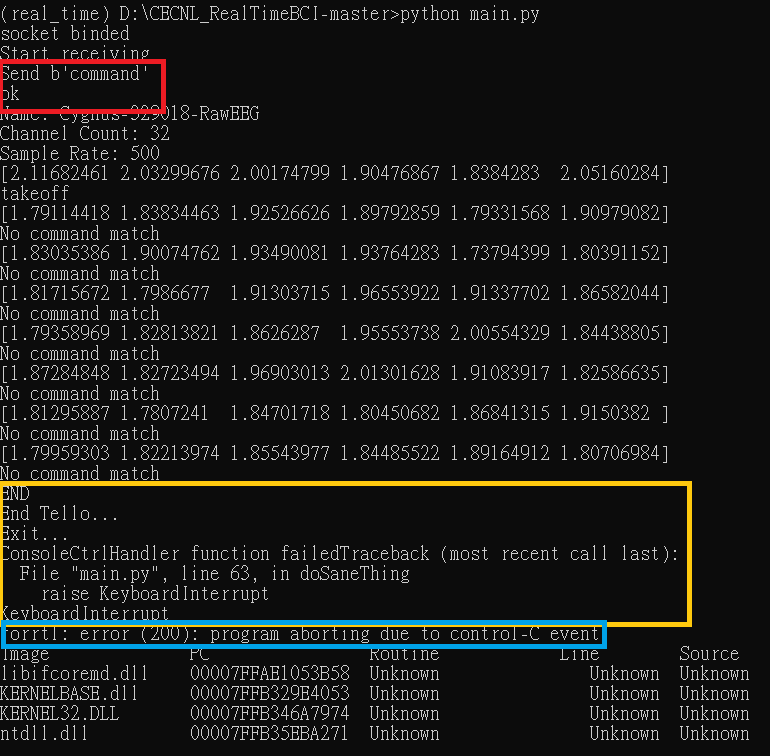 (real_time) D:\CECNL_RealTimeBCI-master>python main.py
socket binded
Start receiving
Send b'command'
ok
Name: Cygnus-329018-RawEEG
Channel Count: 32
Sample Rate: 500
[2.11682461 2.03299676 2.00174799 1.90476867 1.8384283  2.05160284]
takeoff
[1.79114418 1.83834463 1.92526626 1.89792859 1.79331568 1.90979082]
No command match
[1.83035386 1.90074762 1.93490081 1.93764283 1.73794399 1.80391152]
No command match
[1.81715672 1.7986677  1.91303715 1.96553922 1.91337702 1.86582044]
No command match
[1.79358969 1.82813821 1.8626287  1.95553738 2.00554329 1.84438805]
No command match
[1.87284848 1.82723494 1.96903013 2.01301628 1.91083917 1.82586635]
No command match
[1.81295887 1.7807241  1.84701718 1.80450682 1.86841315 1.9150382 ]
No command match
[1.79959303 1.82213974 1.85543977 1.84485522 1.89164912 1.80706984]
No command match
END
End Tello...
Exit...
ConsoleCtrlHandler function failedTraceback (most recent call last):
  File "main.py", line 63, in doSaneThing
    raise KeyboardInterrupt
KeyboardInterrupt
forrtl: error (200): program aborting due to control-C event
Image              PC                Routine            Line        Source
libifcoremd.dll    00007FFAE1053B58  Unknown               Unknown  Unknown
KERNELBASE.dll     00007FFB329E4053  Unknown               Unknown  Unknown
KERNEL32.DLL       00007FFB346A7974  Unknown               Unknown  Unknown
ntdll.dll          00007FFB35EBA271  Unknown               Unknown  Unknown